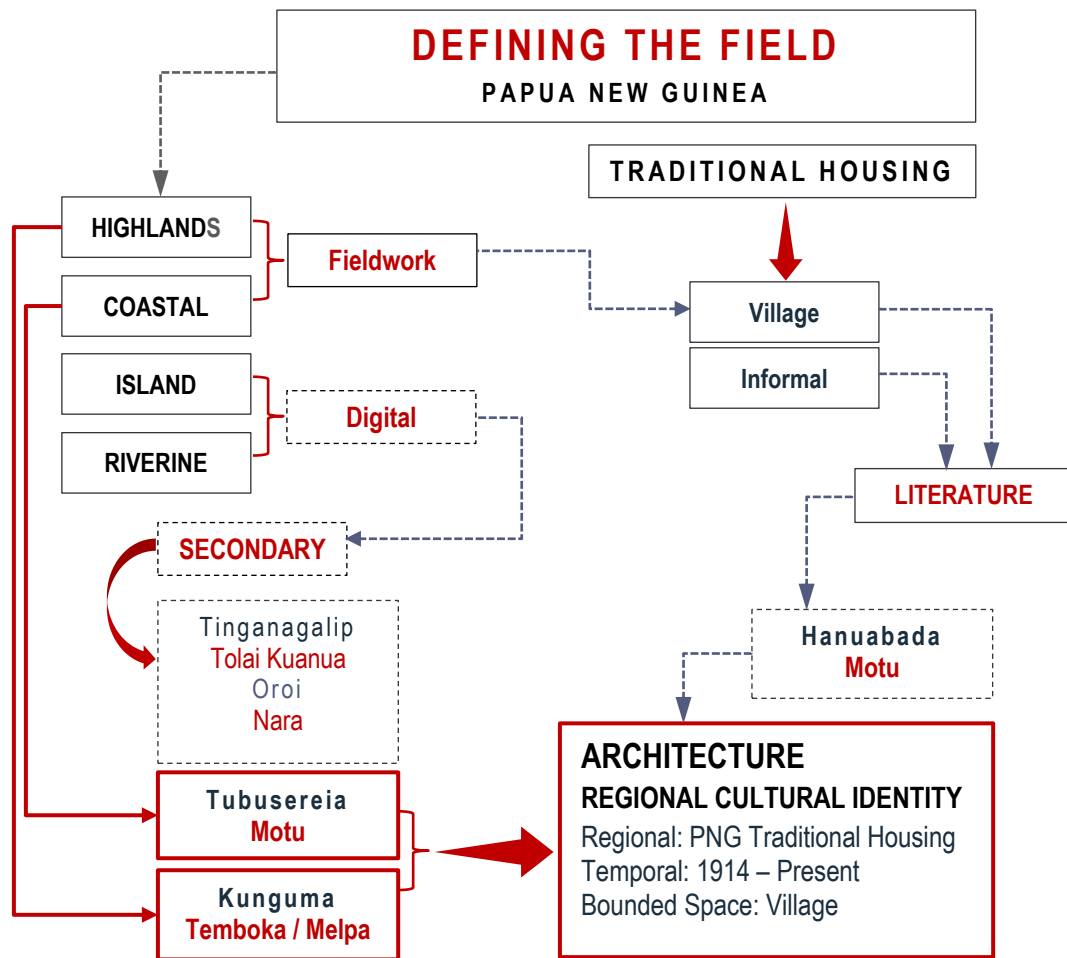 DEFINING THE FIELD
PAPUA NEW GUINEA
TRADITIONAL HOUSING
HIGHLANDS
Fieldwork
COASTAL
Village
ISLAND
Informal
Digital
RIVERINE
LITERATURE
SECONDARY
Tinganagalip
Tolai Kuanua
Oroi
Nara
Hanuabada
Motu
Tubusereia
Motu
Kunguma
Temboka / Melpa
ARCHITECTURE
REGIONAL CULTURAL IDENTITY
Regional: PNG Traditional Housing
Temporal: 1914 – Present
Bounded Space: Village